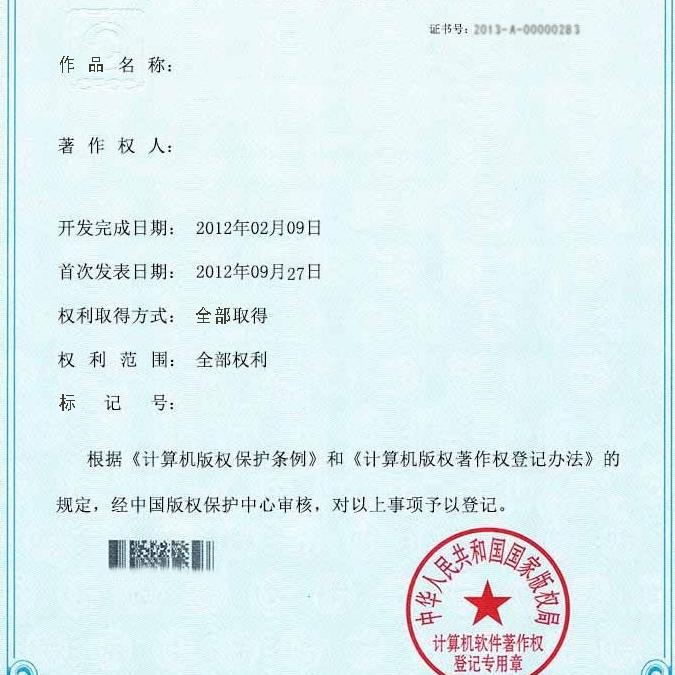 证书号：2013-A-00000283
作品名称：
著作权人：
开发完成日期： 2012年02月09日
首次发表日期： 2012年09月27日
权利取得方式： 全部取得
权利范围： 全部权利
标记号：
根据《计算机版权保护条例》和《计算机版权著作权登记办法》的
规定，经中国版权保护中心审核，对以上事项予以登记。
中华人民共和国国家版权局
计算机软件著作权
登记专用章